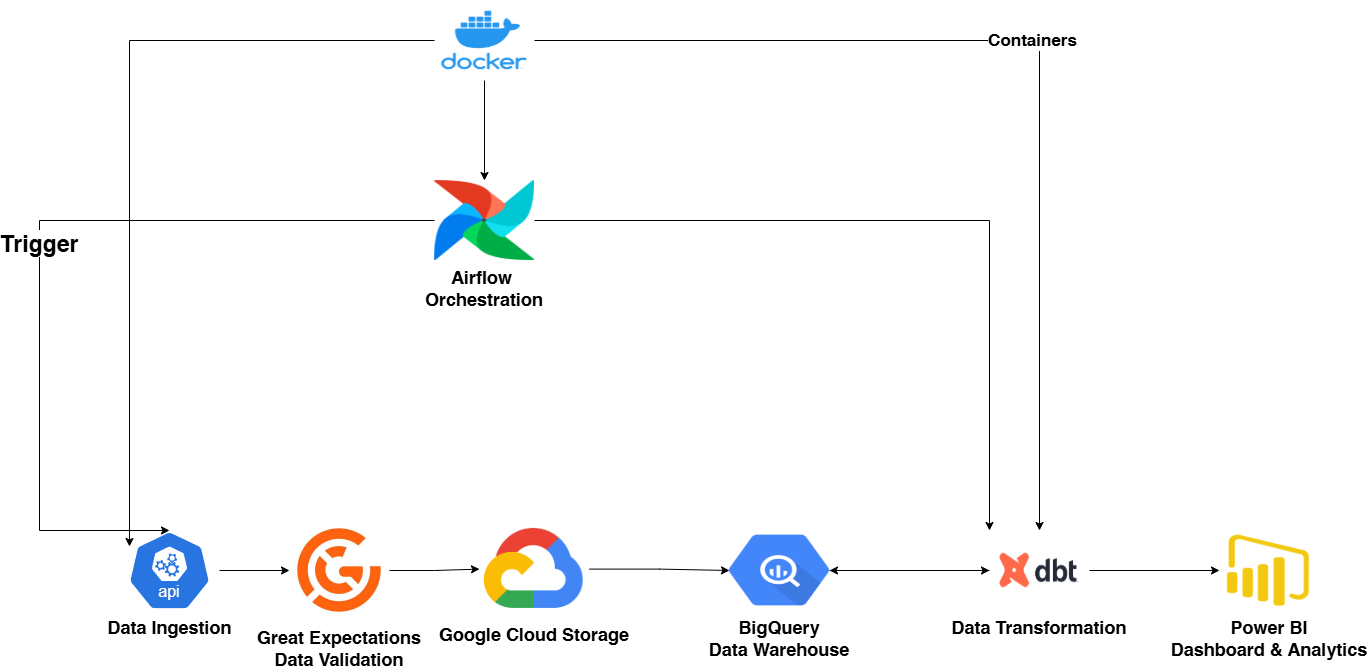 docker
Containers
Trigger
Airflow
Orchestration
api
dbt
Data Ingestion
Great Expectations
Data Validation
Google Cloud Storage
BigQuery
Data Warehouse
Data Transformation
Power BI
Dashboard & Analytics